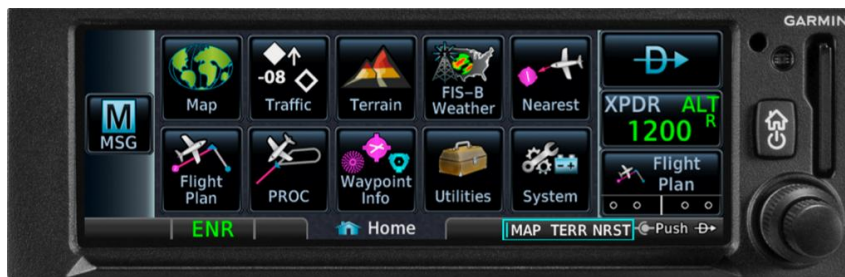 GARMIN
-08
Map
Traffic
Terrain
FIS-B
Weather
Nearest
XPDR ALT
1200 R
M
MSG
Flight
Plan
PROC
Waypoint
Info
Utilities
System
Flight
Plan
ENR
Home
MAP TERR NRST
Push D